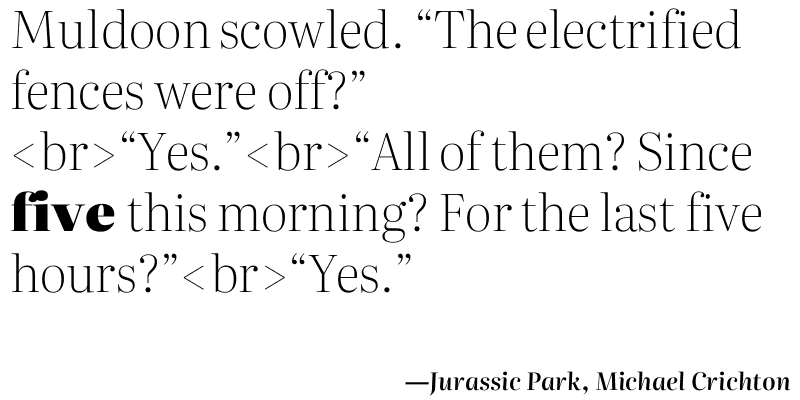 Muldoon scowled. “The electrified
fences were off?”
<br>“Yes.”<br>“All of them? Since
five this morning? For the last five
hours?”<br>“Yes.”
—Jurassic Park, Michael Crichton